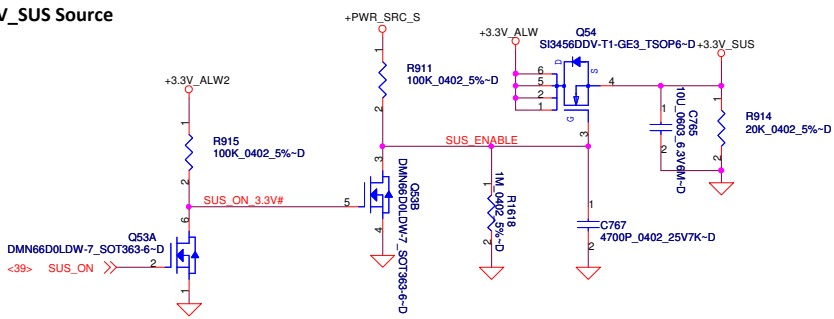 V_SUS Source
+PWR_SRC_S
+3.3V_ALW
Q54
SI3456DDV-T1-GE3_TSOP6~D
+3.3V_SUS
+3.3V_ALW2
1
R911
100K_0402_5%~D
2
D
S
6
5
2
1
4
G
3
1
C765
10U_0603_6.3V6M~D
2
1
R914
20K_0402_5%~D
2
1
R915
100K_0402_5%~D
2
SUS_ENABLE
3
Q53B
DMN66D0LDW-7_SOT363-6~D
5
4
SUS_ON_3.3V#
1
R1618
1M_0402_5%~D
2
1
C767
4700P_0402_25V7K~D
2
6
Q53A
DMN66D0LDW-7_SOT363-6~D
<39> SUS_ON
2
1